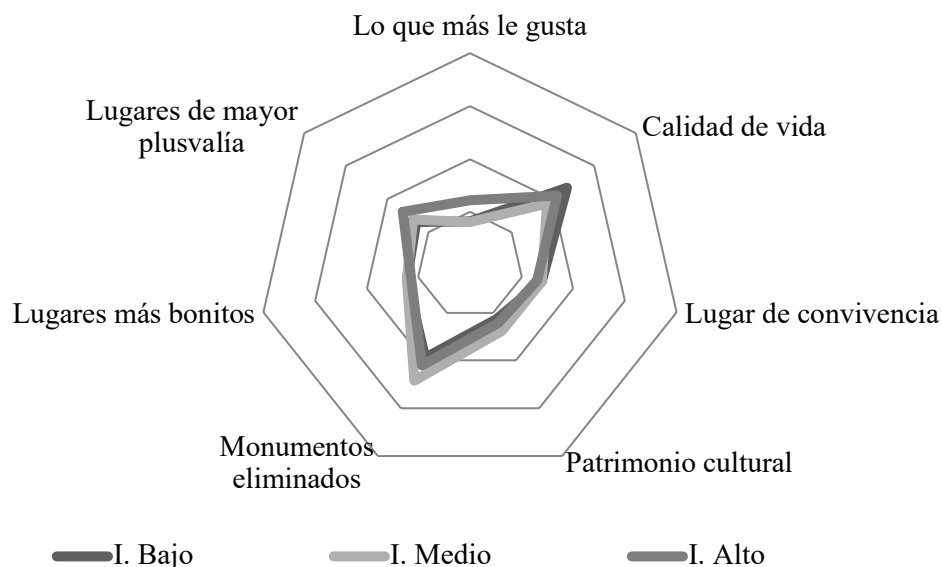 Lo que más le gusta
Lugares de mayor
plusvalía
Calidad de vida
Lugares más bonitos
Lugar de convivencia
Monumentos
eliminados
Patrimonio cultural
I. Bajo
I. Medio
I. Alto